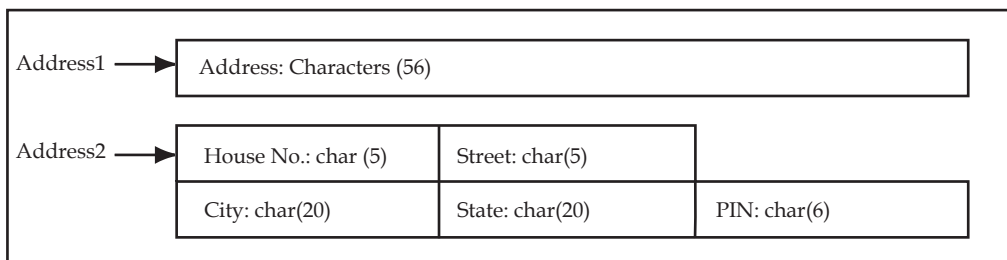 Address1
Address: Characters (56)
Address2
House No.: char (5)
Street: char(5)
City: char(20)
State: char(20)
PIN: char(6)